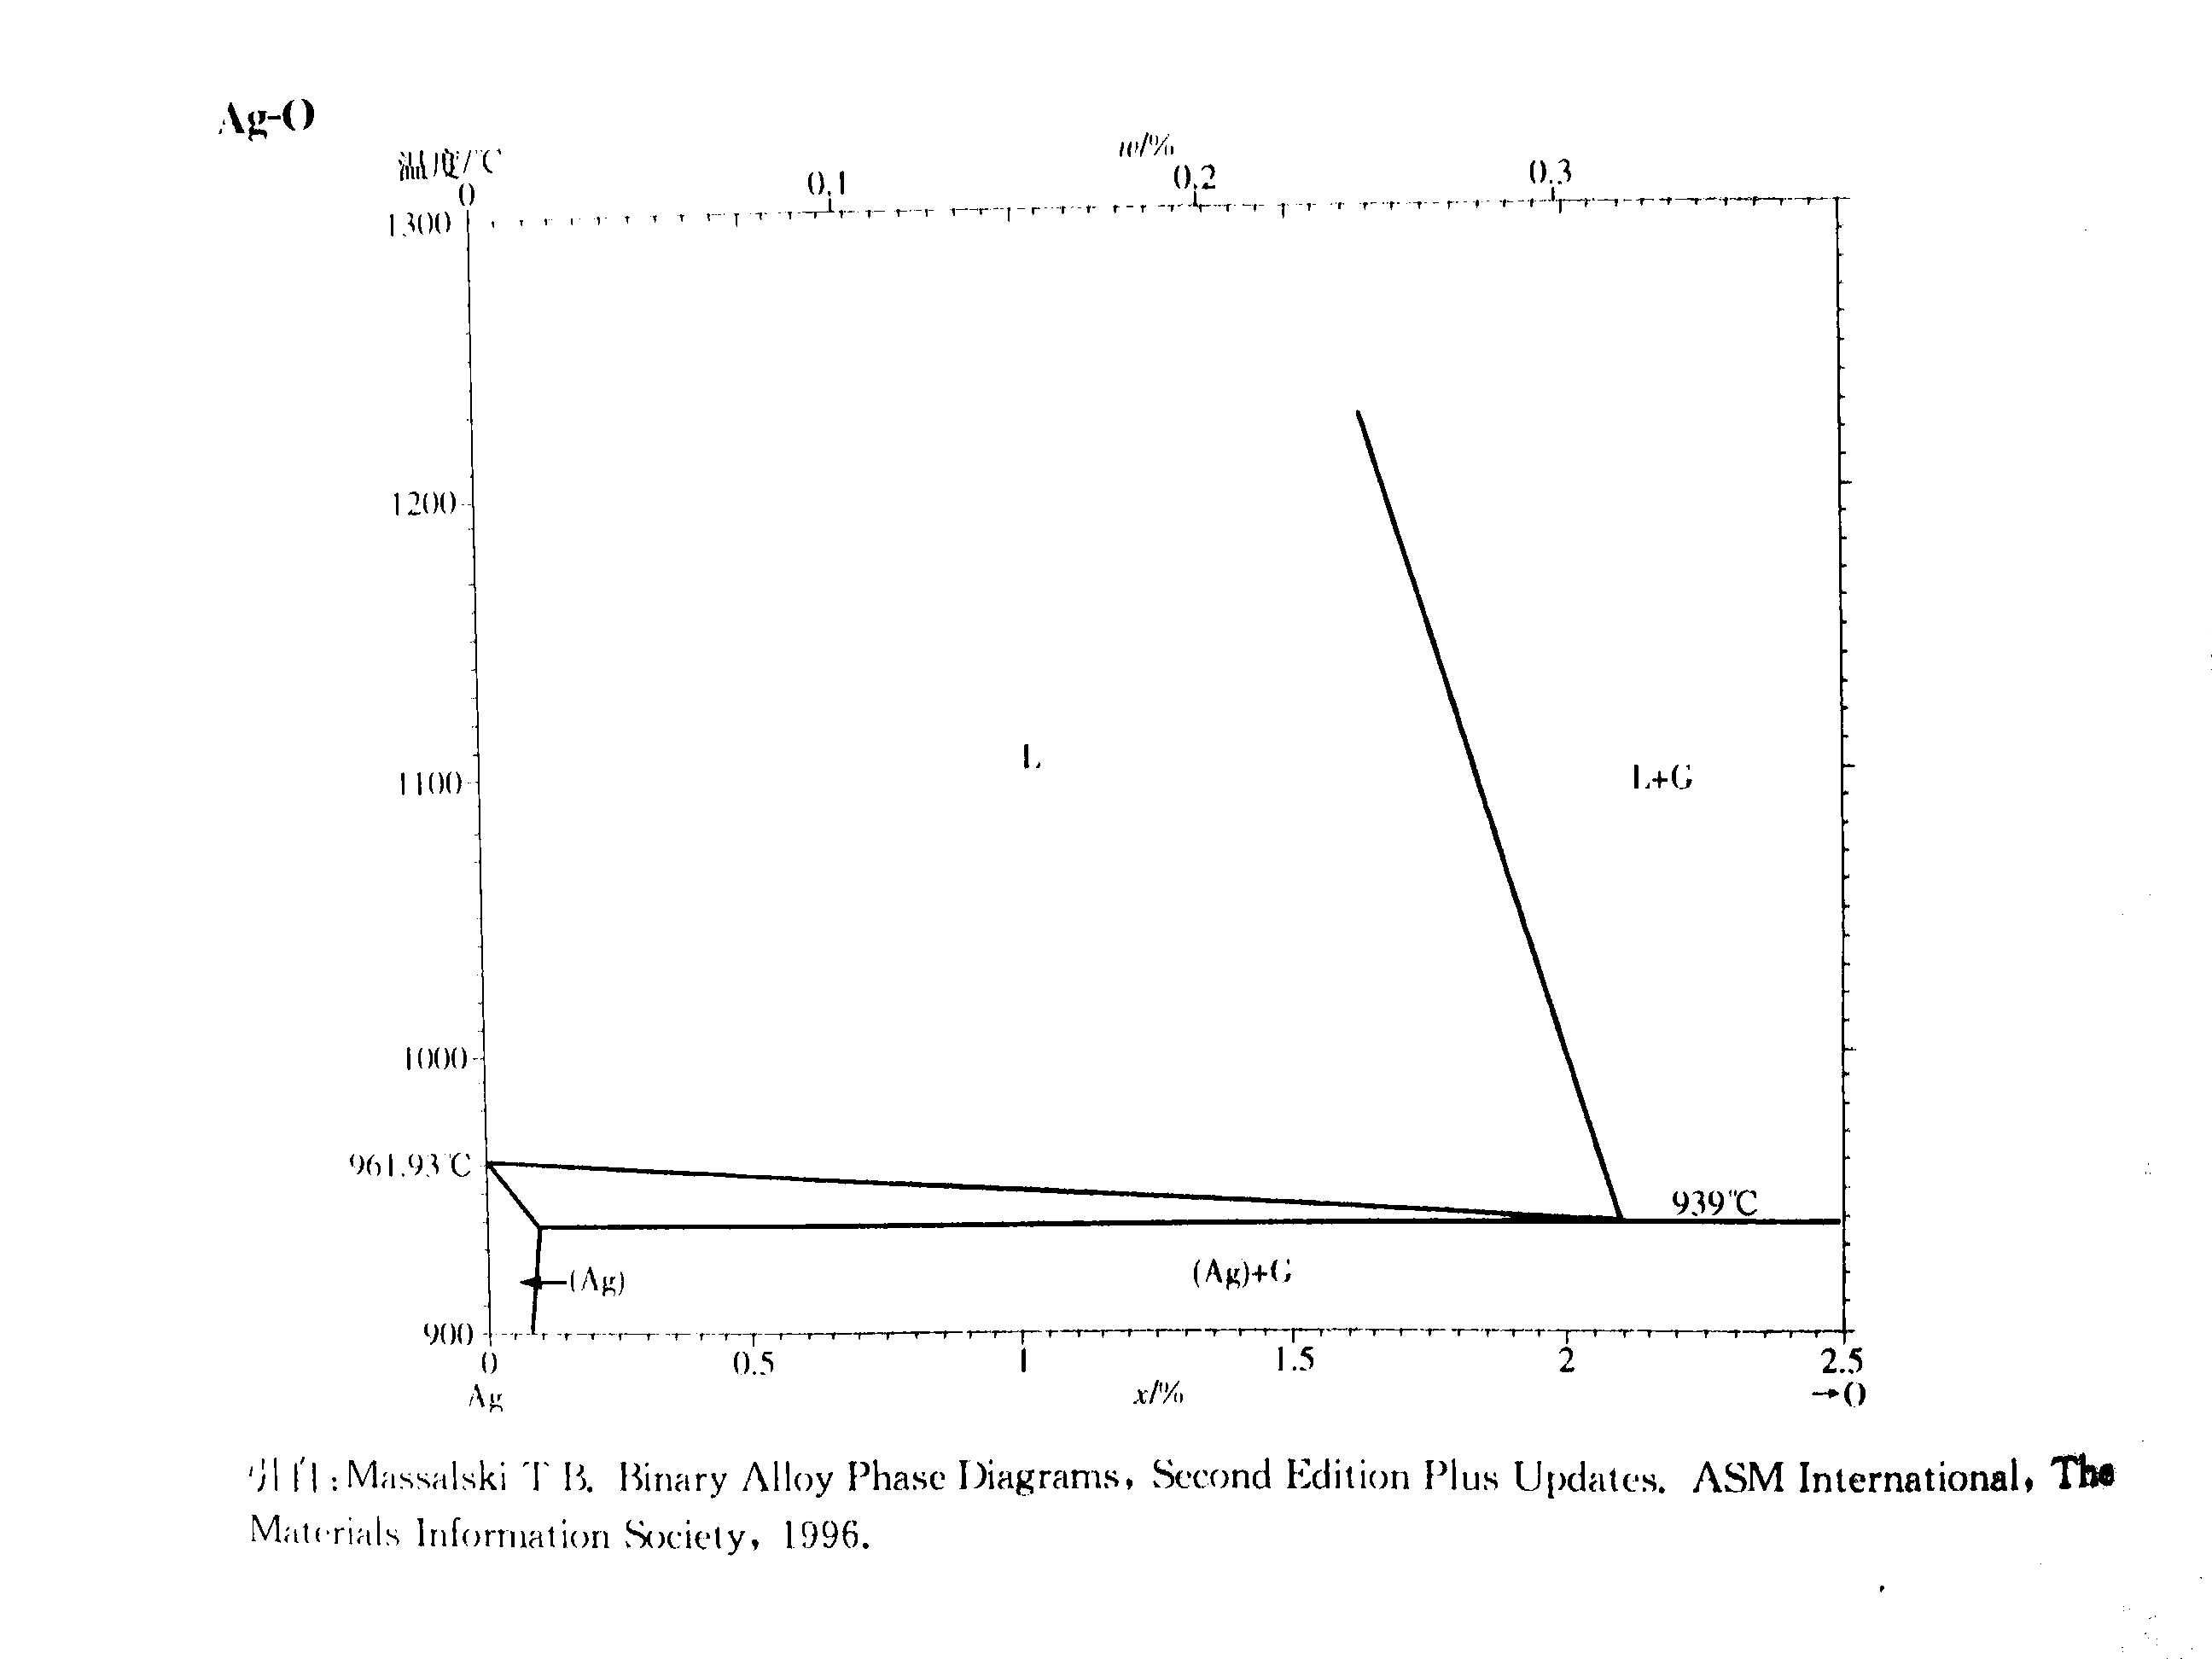 Ag-O
温度/℃
w/%
0 0.1 0.2 0.3
1300
1200
L
1100
L+G
1000
961.93℃
939℃
(Ag)
(Ag)+G
900
0 0.5 1 1.5 2 2.5
Ag x/% →O
引自:Massalski T B. Binary Alloy Phase Diagrams, Second Edition Plus Updates. ASM International, The
Materials Information Society, 1996.